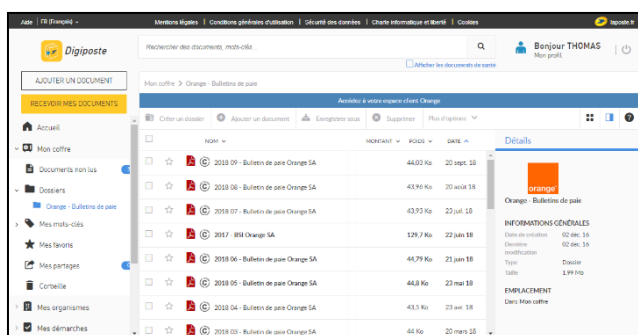 Aide | FR (Français)
Mentions légales | Conditions générales d'utilisation | Sécurité des données | Charte informatique et liberté | Cookies
laposte.fr
Digiposte
Rechercher des documents, mots-clés...
Afficher les documents de santé
Bonjour THOMAS
Mon profil
AJOUTER UN DOCUMENT
RECEVOIR MES DOCUMENTS
Accueil
Mon coffre
Documents non lus
Dossiers
Orange - Bulletins de paie
Mes mots-clés
Mes favoris
Mes partages
Corbeille
Mes organismes
Mes démarches
Mon coffre > Orange - Bulletins de paie
Accédez à votre espace client Orange
Créer un dossier Ajouter un document Enregistrer sous Supprimer Plus d'options
NOM MONTANT POIDS DATE
2018 09 - Bulletin de paie Orange SA 44,03 Ko 20 sept. 18
2018 08 - Bulletin de paie Orange SA 43,96 Ko 20 août 18
2018 07 - Bulletin de paie Orange SA 43,93 Ko 23 juil. 18
2017 - BSI Orange SA 129,7 Ko 22 juin 18
2018 06 - Bulletin de paie Orange SA 44,79 Ko 21 juin 18
2018 05 - Bulletin de paie Orange SA 44,8 Ko 23 mai 18
2018 04 - Bulletin de paie Orange SA 43,5 Ko 23 avr. 18
2018 03 - Bulletin de paie Orange SA 44 Ko 20 mars 18
Détails
orange
Orange - Bulletins de paie
INFORMATIONS GÉNÉRALES
Date de création 02 déc. 16
Dernière modification 02 déc. 16
Type Dossier
Taille 1,99 Mo
EMPLACEMENT
Dans Mon coffre